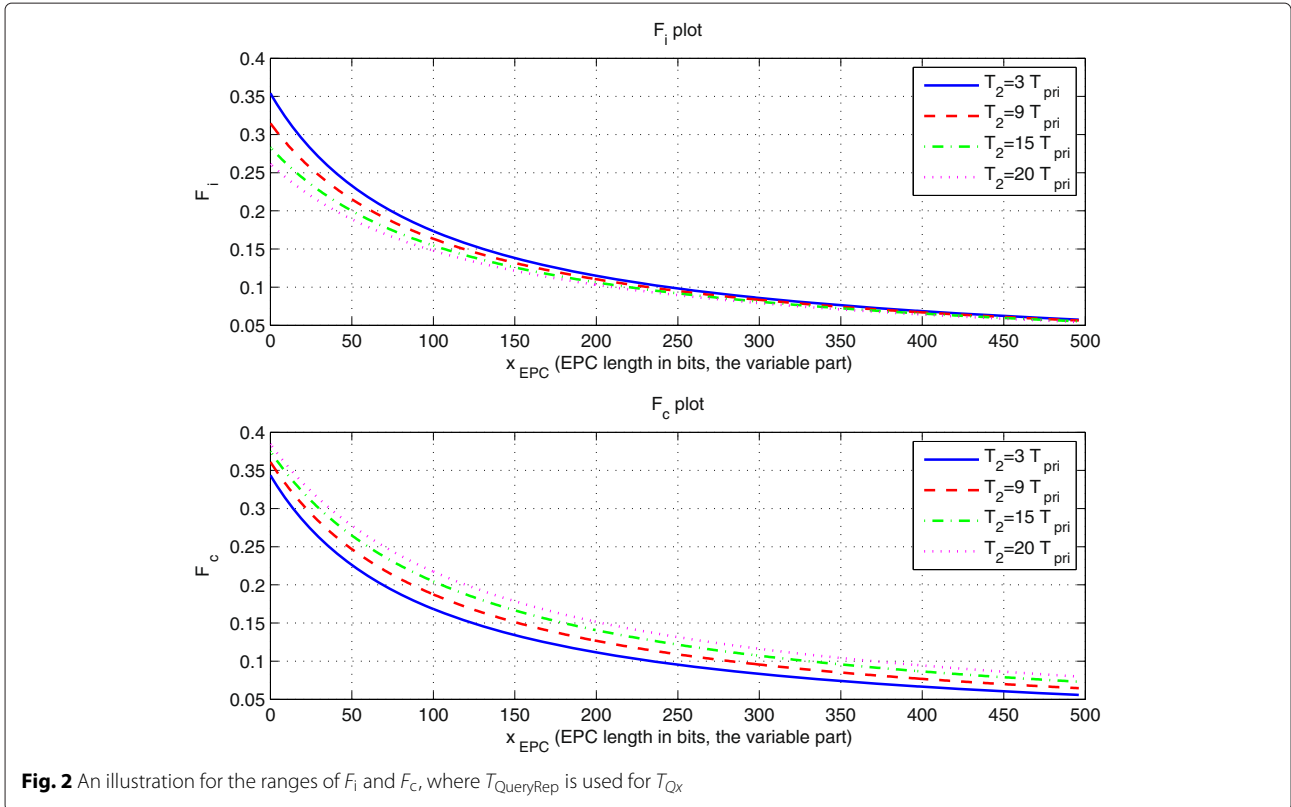 F_i plot
0.4
0.35
0.3
0.25
0.2
0.15
0.1
0.05
F_i
T_2=3 T_pri
T_2=9 T_pri
T_2=15 T_pri
T_2=20 T_pri
0 50 100 150 200 250 300 350 400 450 500
x_EPC (EPC length in bits, the variable part)
F_c plot
0.4
0.35
0.3
0.25
0.2
0.15
0.1
0.05
F_c
T_2=3 T_pri
T_2=9 T_pri
T_2=15 T_pri
T_2=20 T_pri
0 50 100 150 200 250 300 350 400 450 500
x_EPC (EPC length in bits, the variable part)
Fig. 2 An illustration for the ranges of F_i and F_c, where T_QueryRep is used for T_Qx